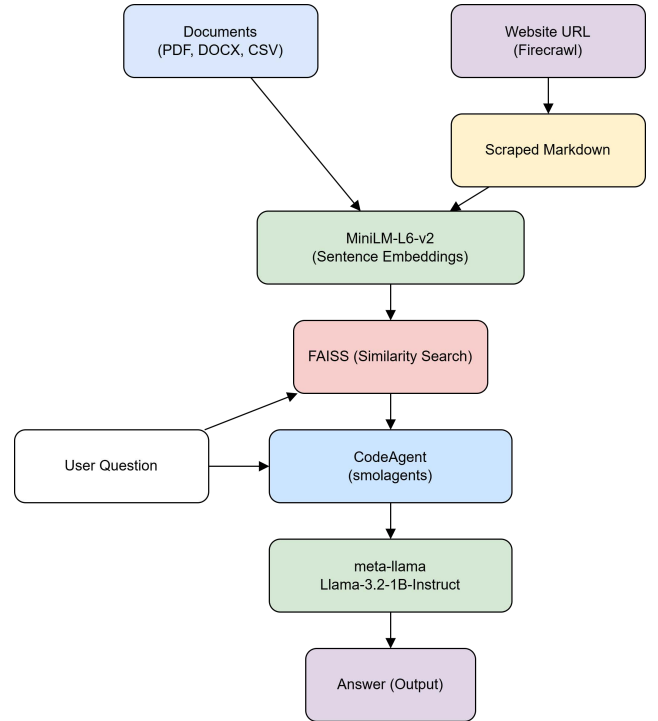 Documents
(PDF, DOCX, CSV)
Website URL
(Firecrawl)
Scraped Markdown
MiniLM-L6-v2
(Sentence Embeddings)
FAISS (Similarity Search)
User Question
CodeAgent
(smolagents)
meta-llama
Llama-3.2-1B-Instruct
Answer (Output)